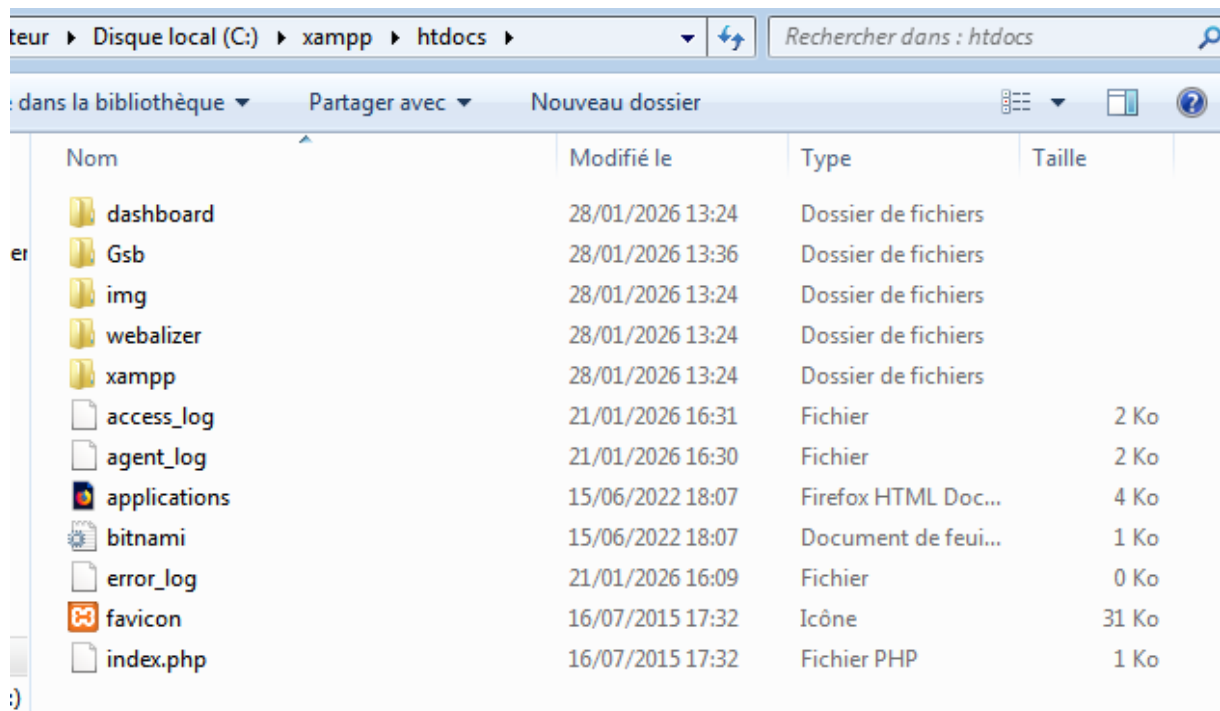 teur ▸ Disque local (C:) ▸ xampp ▸ htdocs ▸ Rechercher dans : htdocs
dans la bibliothèque Partager avec Nouveau dossier
Nom Modifié le Type Taille
dashboard 28/01/2026 13:24 Dossier de fichiers
Gsb 28/01/2026 13:36 Dossier de fichiers
er
img 28/01/2026 13:24 Dossier de fichiers
webalizer 28/01/2026 13:24 Dossier de fichiers
xampp 28/01/2026 13:24 Dossier de fichiers
access_log 21/01/2026 16:31 Fichier 2 Ko
agent_log 21/01/2026 16:30 Fichier 2 Ko
applications 15/06/2022 18:07 Firefox HTML Doc... 4 Ko
bitnami 15/06/2022 18:07 Document de feui... 1 Ko
error_log 21/01/2026 16:09 Fichier 0 Ko
favicon 16/07/2015 17:32 Icône 31 Ko
index.php 16/07/2015 17:32 Fichier PHP 1 Ko
:)